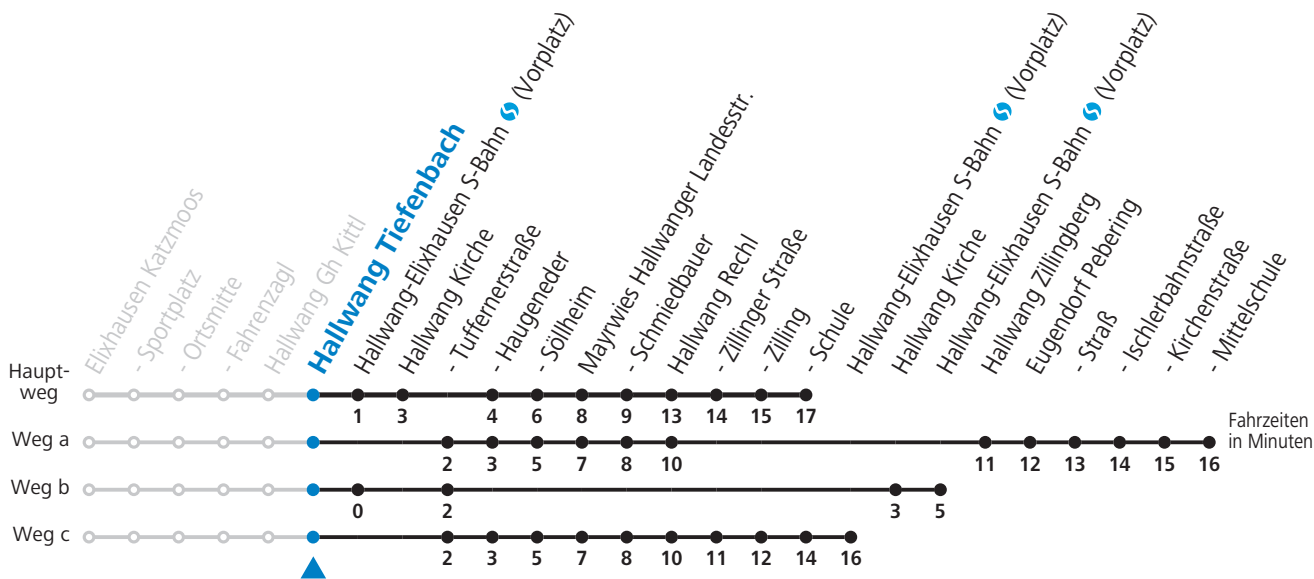 Elixhausen Katzmoos
- Sportplatz
- Ortsmitte
- Fahrenzagl
Hallwang Gh Kittl
Hallwang Tiefenbach
Hallwang-Elixhausen S-Bahn (Vorplatz)
Hallwang Kirche
- Tuffernerstraße
- Haugeneder
- Söllheim
Mayrwies Hallwanger Landesstr.
- Schmiedbauer
Hallwang Rechl
- Zillinger Straße
- Zilling
- Schule
Hallwang-Elixhausen S-Bahn (Vorplatz)
Hallwang Kirche
Hallwang-Elixhausen S-Bahn (Vorplatz)
Hallwang Zillingberg
Eugendorf Pebering
- Straß
- Ischlerbahnstraße
- Kirchenstraße
- Mittelschule
Haupt-
weg
1 3 4 6 8 9 13 14 15 17
Weg a
2 3 5 7 8 10 11 12 13 14 15 16
Fahrzeiten
in Minuten
Weg b
0 2 3 5
Weg c
2 3 5 7 8 10 11 12 14 16